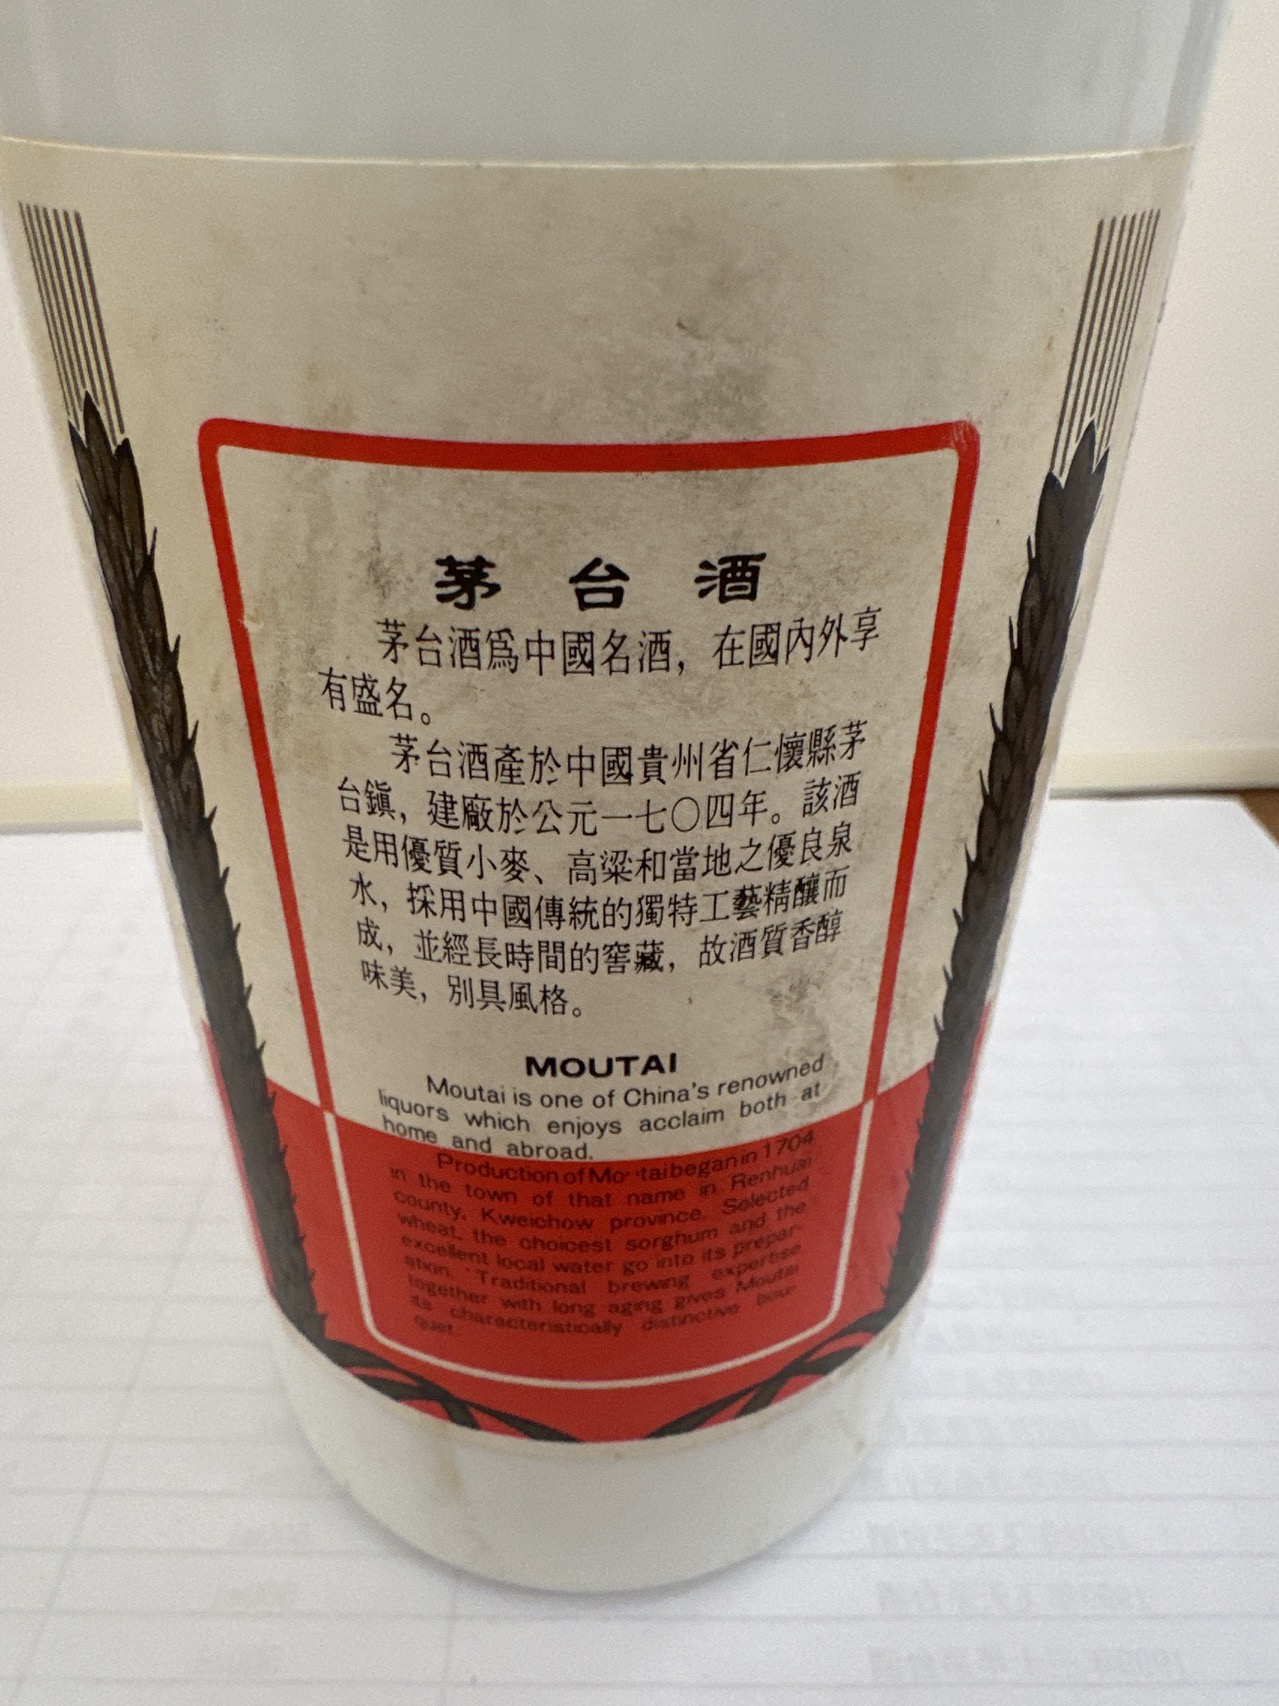 茅台酒
茅台酒爲中國名酒，在國內外享
有盛名。
茅台酒產於中國貴州省仁懷縣茅
台鎭，建廠於公元一七〇四年。該酒
是用優質小麥、高粱和當地之優良泉
水，採用中國傳統的獨特工藝精釀而
成，並經長時間的窖藏，故酒質香醇
味美，別具風格。
MOUTAI
Moutai is one of China's renowned
liquors which enjoys acclaim both at
home and abroad.
Production of Mo tai began in 1704
in the town of that name in Renhuai
county, Kweichow province. Selected
wheat, the choicest sorghum and the
excellent local water go into its prepar-
ation. Traditional brewing expertise
together with long aging gives Moutai
its characteristically distinctive bou-
quet.